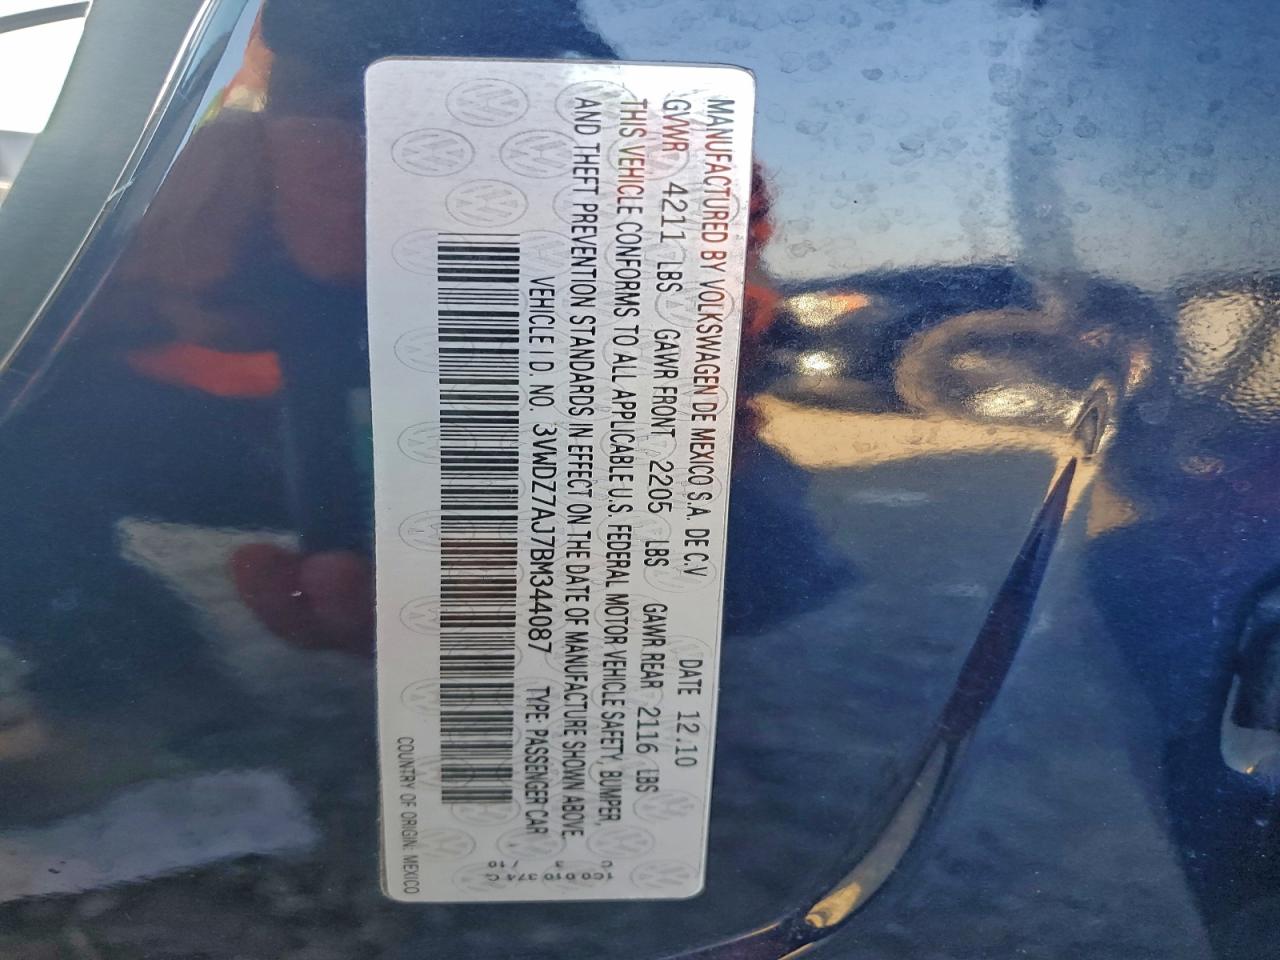 MANUFACTURED BY VOLKSWAGEN DE MEXICO S.A. DE C.V DATE 12.10
GVWR 4211 LBS GAWR FRONT 2205 LBS GAWR REAR 2116 LBS
THIS VEHICLE CONFORMS TO ALL APPLICABLE U.S. FEDERAL MOTOR VEHICLE SAFETY, BUMPER,
AND THEFT PREVENTION STANDARDS IN EFFECT ON THE DATE OF MANUFACTURE SHOWN ABOVE.
VEHICLE I D NO. 3VWDZ7AJ7BM344087 TYPE: PASSENGER CAR
COUNTRY OF ORIGIN: MEXICO